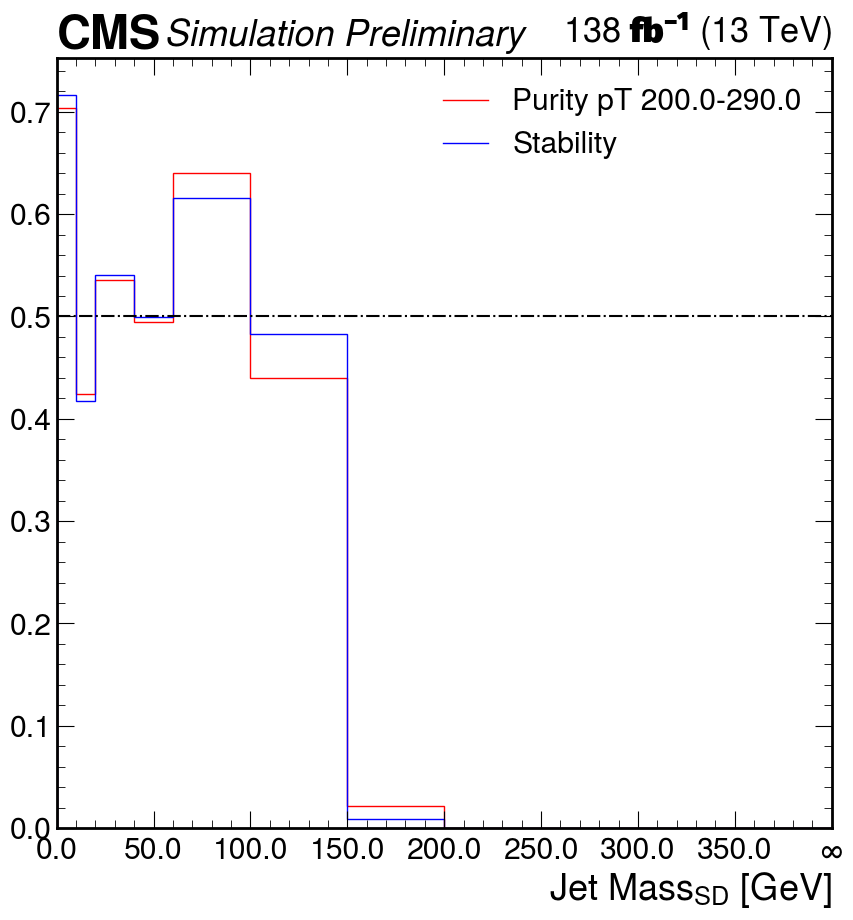 CMS Simulation Preliminary 138 fb⁻¹ (13 TeV)
Purity pT 200.0-290.0
Stability
0.7
0.6
0.5
0.4
0.3
0.2
0.1
0.0
0.0 50.0 100.0 150.0 200.0 250.0 300.0 350.0 ∞
Jet Mass_SD [GeV]